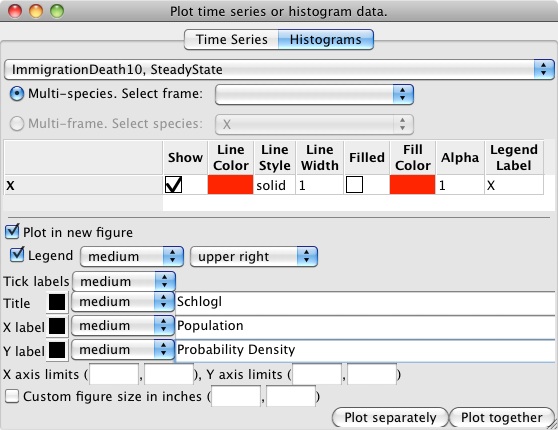 Plot time series or histogram data.
Time Series Histograms
ImmigrationDeath10, SteadyState
Multi-species. Select frame:
Multi-frame. Select species: X
Show Line Color Line Style Line Width Filled Fill Color Alpha Legend Label
X solid 1 1 X
Plot in new figure
Legend medium upper right
Tick labels medium
Title medium Schlogl
X label medium Population
Y label medium Probability Density
X axis limits ( , ), Y axis limits ( , )
Custom figure size in inches ( , )
Plot separately Plot together